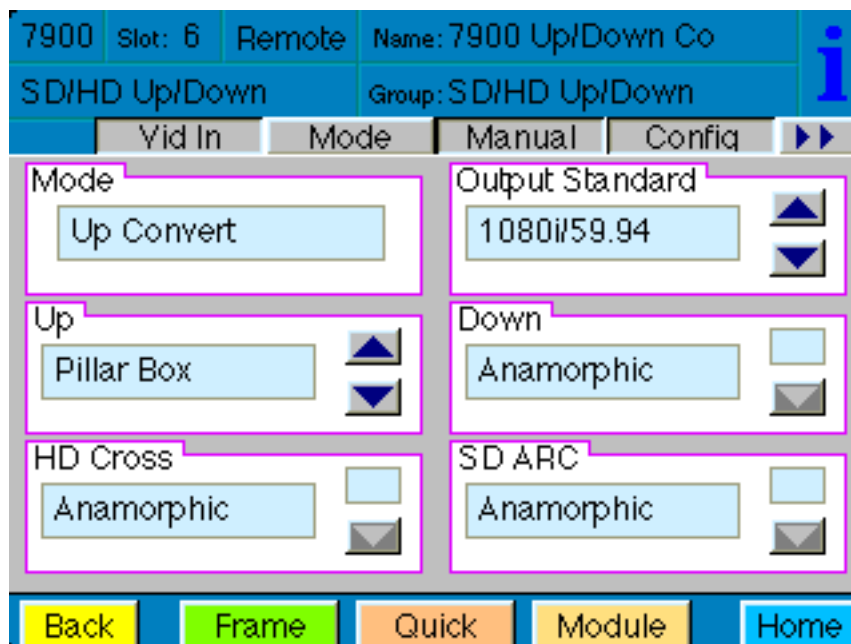 7900 Slot: 6 Remote Name: 7900 Up/Down Co i
SD/HD Up/Down Group: SD/HD Up/Down
Vid In Mode Manual Config
Mode Output Standard
Up Convert 1080i/59.94
Up Down
Pillar Box Anamorphic
HD Cross SD ARC
Anamorphic Anamorphic
Back Frame Quick Module Home